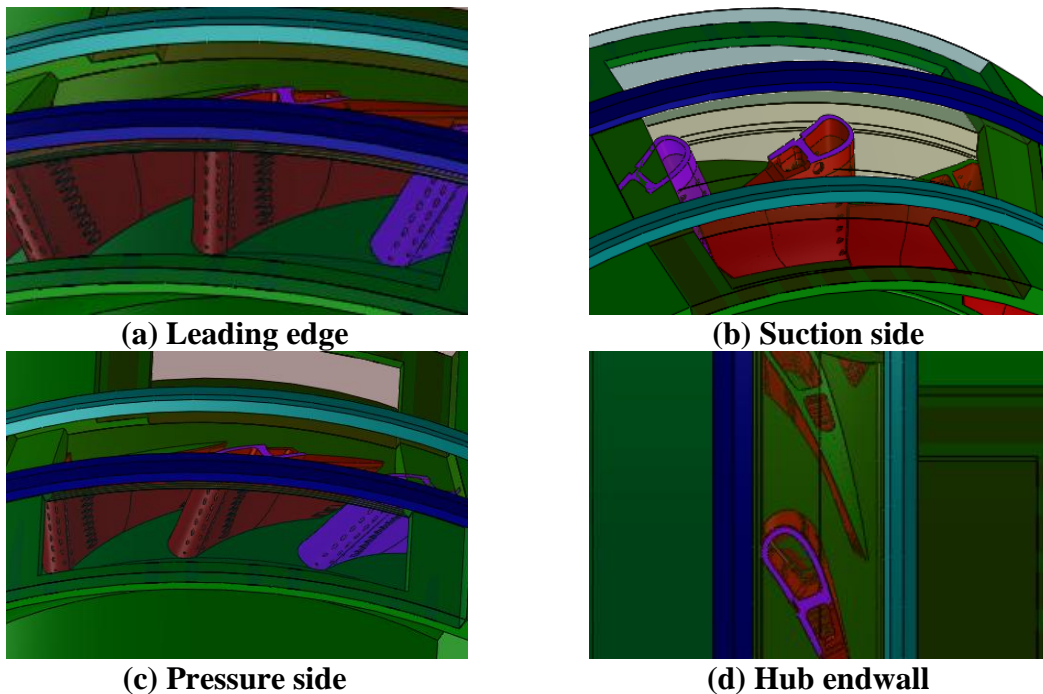 (a) Leading edge
(b) Suction side
(c) Pressure side
(d) Hub endwall